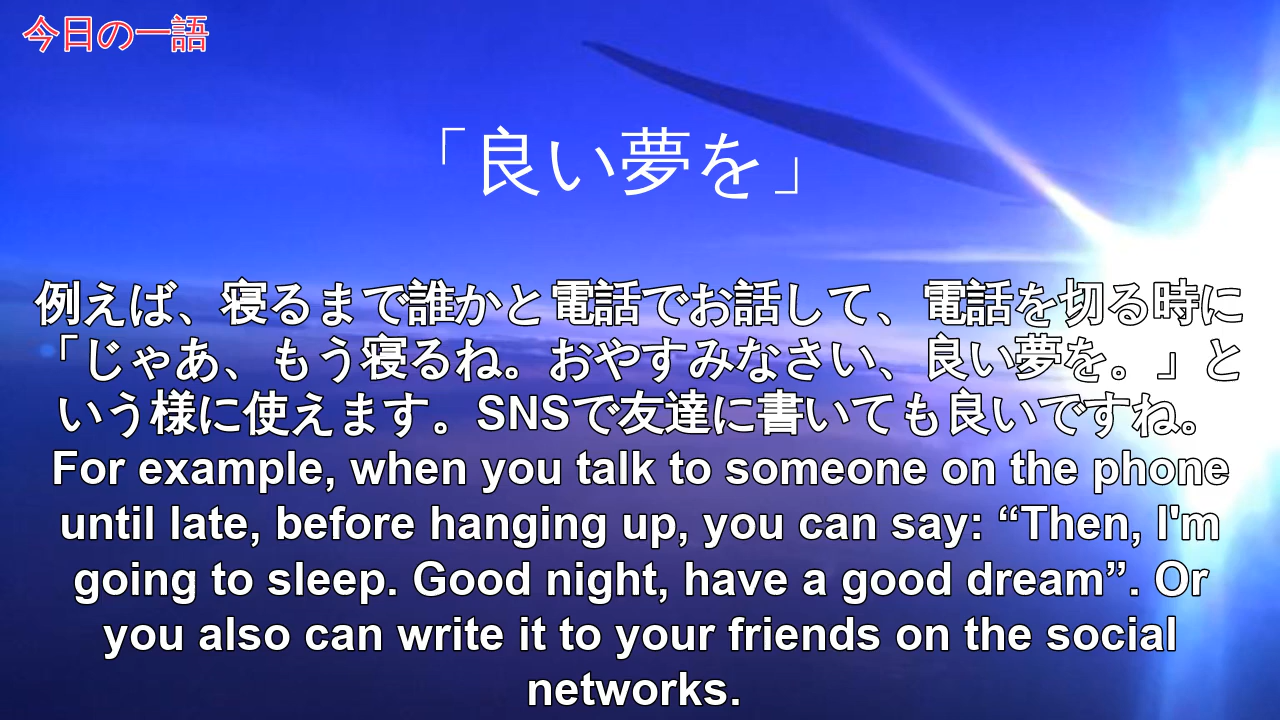 今日の一語
「良い夢を」
例えば、寝るまで誰かと電話でお話して、電話を切る時に
「じゃあ、もう寝るね。おやすみなさい、良い夢を。」と
いう様に使えます。SNSで友達に書いても良いですね。
For example, when you talk to someone on the phone
until late, before hanging up, you can say: “Then, I'm
going to sleep. Good night, have a good dream”. Or
you also can write it to your friends on the social
networks.